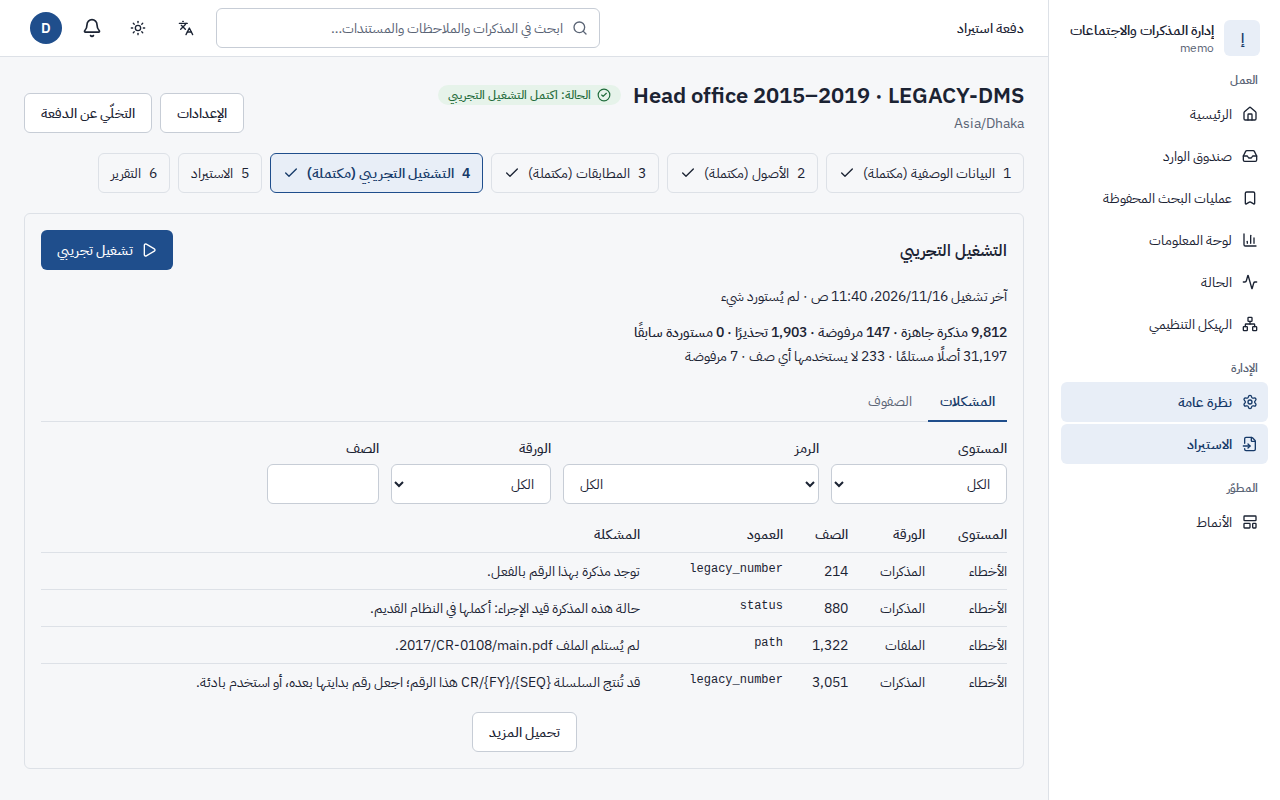 إدارة المذكرات والاجتماعات
memo
إ
العمل
الرئيسية
صندوق الوارد
عمليات البحث المحفوظة
لوحة المعلومات
الحالة
الهيكل التنظيمي
الإدارة
نظرة عامة
الاستيراد
المطوّر
الأنماط
دفعة استيراد
ابحث في المذكرات والملاحظات والمستندات...
D
Head office 2015–2019 · LEGACY-DMS
الحالة: اكتمل التشغيل التجريبي
Asia/Dhaka
الإعدادات
التخلّي عن الدفعة
1 البيانات الوصفية (مكتملة)
2 الأصول (مكتملة)
3 المطابقات (مكتملة)
4 التشغيل التجريبي (مكتملة)
5 الاستيراد
6 التقرير
التشغيل التجريبي
تشغيل تجريبي
آخر تشغيل 2026/11/16، 11:40 ص · لم يُستورد شيء
9,812 مذكرة جاهزة · 147 مرفوضة · 1,903 تحذيرًا · 0 مستوردة سابقًا
31,197 أصلًا مستلمًا · 233 لا يستخدمها أي صف · 7 مرفوضة
المشكلات
الصفوف
المستوى الرمز الورقة الصف
الكل الكل الكل
المستوى الورقة الصف العمود المشكلة
الأخطاء المذكرات 214 legacy_number توجد مذكرة بهذا الرقم بالفعل.
الأخطاء المذكرات 880 status حالة هذه المذكرة قيد الإجراء: أكملها في النظام القديم.
الأخطاء الملفات 1,322 path لم يُستلم الملف 2017/CR-0108/main.pdf.
الأخطاء المذكرات 3,051 legacy_number قد تُنتج السلسلة CR/{FY}/{SEQ} هذا الرقم؛ اجعل رقم بدايتها بعده، أو استخدم بادئة.
تحميل المزيد